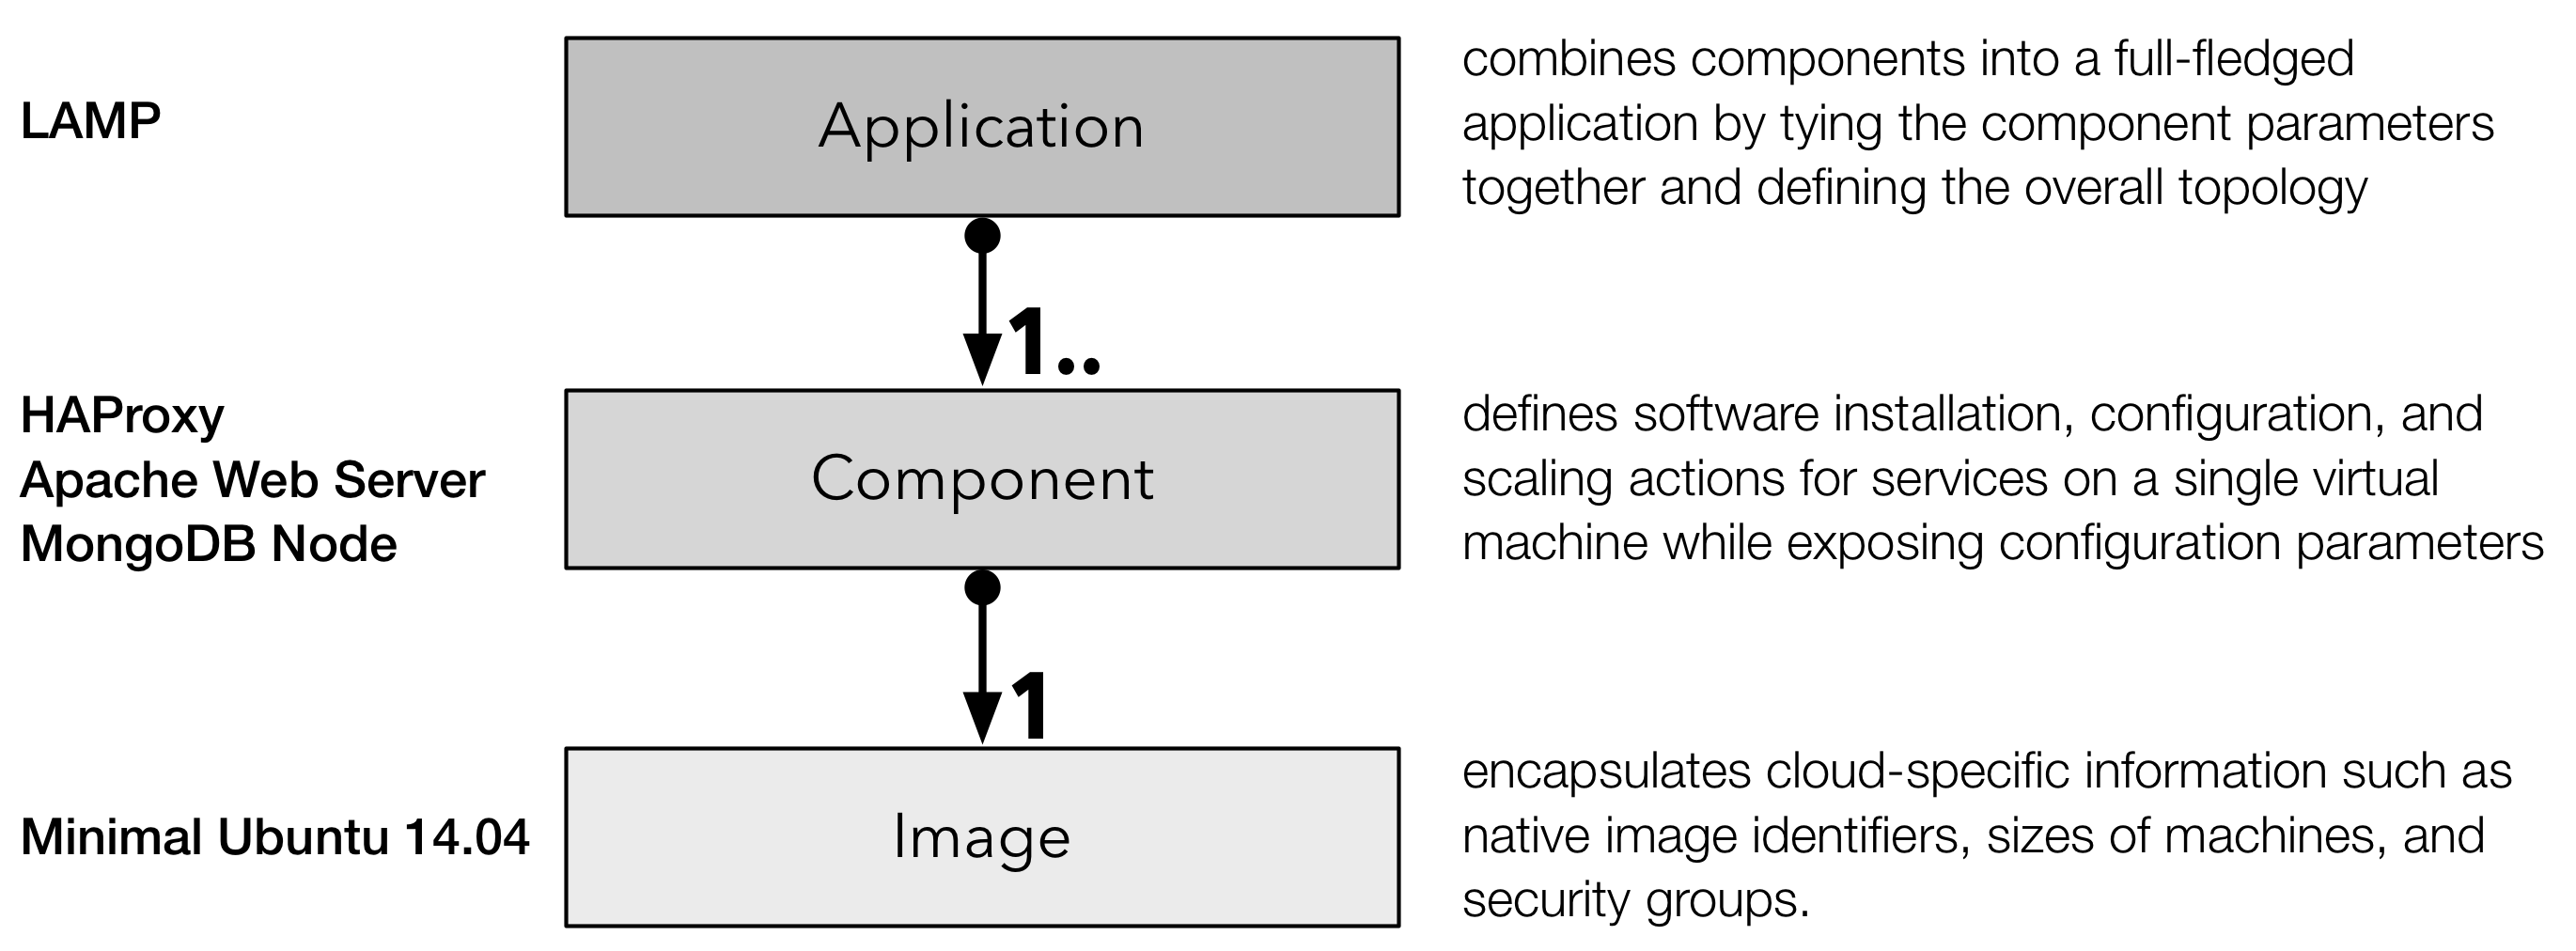 LAMP
Application
combines components into a full-fledged
application by tying the component parameters
together and defining the overall topology
1..
HAProxy
Apache Web Server
MongoDB Node
Component
defines software installation, configuration, and
scaling actions for services on a single virtual
machine while exposing configuration parameters
1
Minimal Ubuntu 14.04
Image
encapsulates cloud-specific information such as
native image identifiers, sizes of machines, and
security groups.